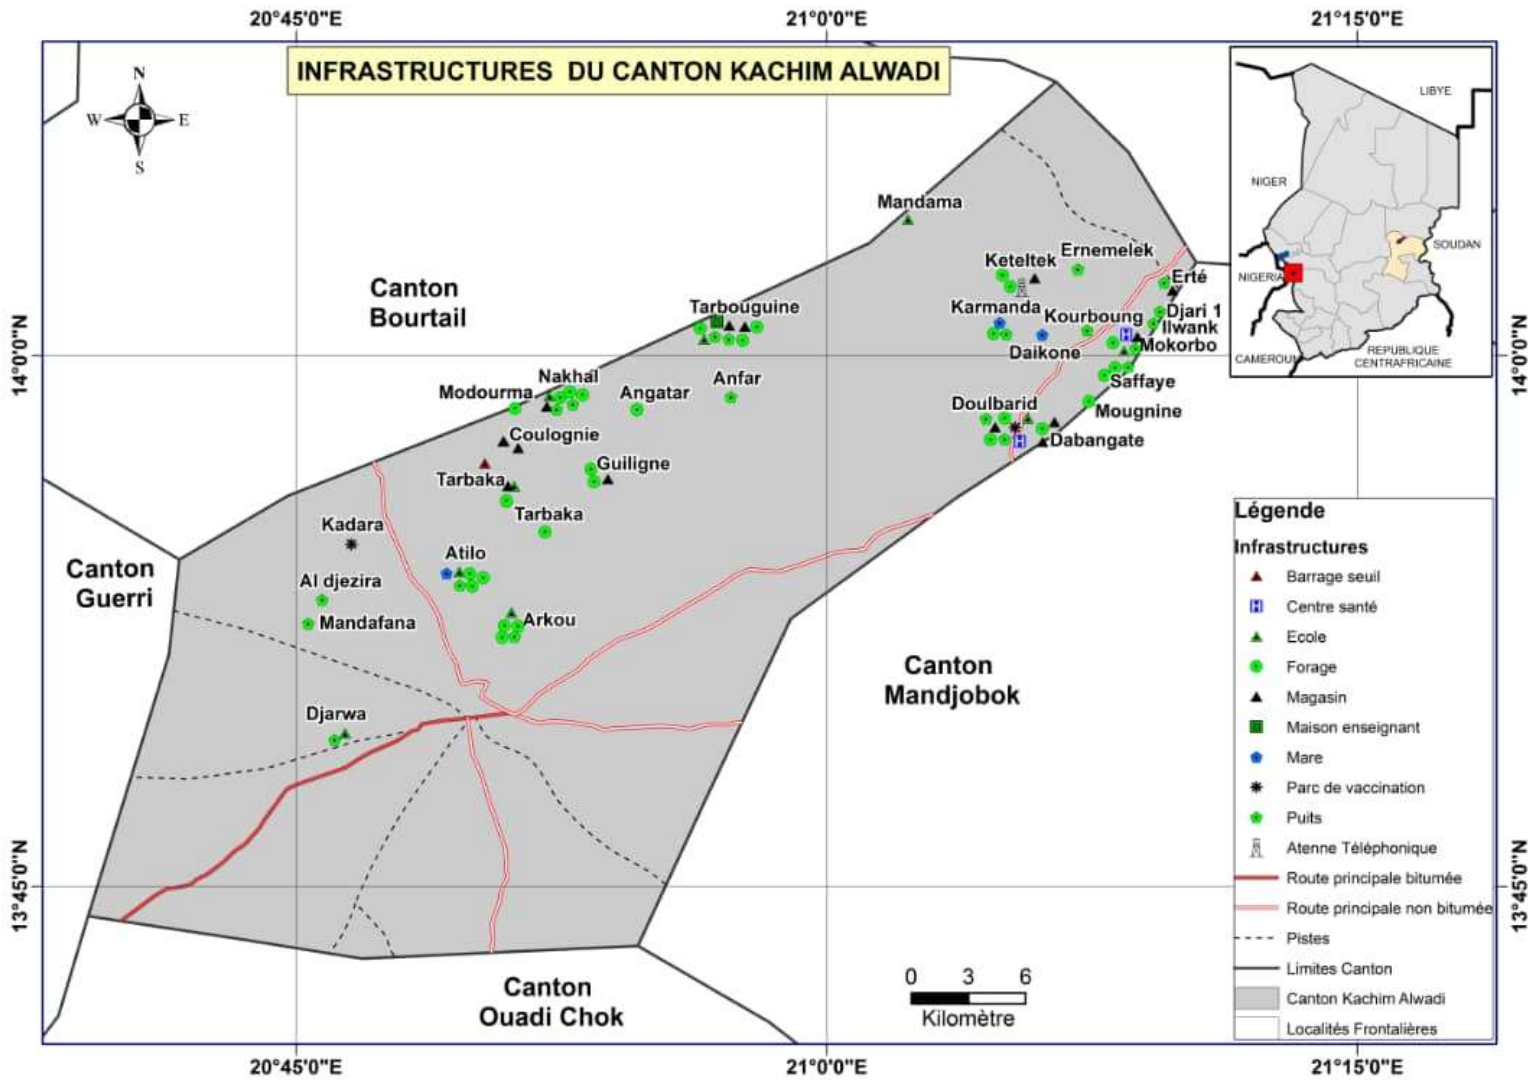 20°45'0"E
21°0'0"E
21°15'0"E
INFRASTRUCTURES DU CANTON KACHIM ALWADI
N
W
E
S
LIBYE
NIGER
SOUDAN
NIGERIA
CAMEROUN
REPUBLIQUE
CENTRAFRICAINE
Mandama
Canton
Bourtail
Keteltek
Ernemelek
Erté
Tarbouguine
Karmanda
Kourboung
Djari 1
Ilwank
Mokorbo
Daikone
14°0'0"N
14°0'0"N
Nakhal
Modourma
Angatar
Anfar
Saffaye
Doulbarid
Mougnine
Dabangate
Coulognie
Guiligne
Tarbaka
Tarbaka
Kadara
Canton
Guerri
Atilo
Al djezira
Mandafana
Arkou
Canton
Mandjobok
Djarwa
13°45'0"N
13°45'0"N
Canton
Ouadi Chok
0 3 6
Kilomètre
Légende
Infrastructures
Barrage seuil
H Centre santé
Ecole
Forage
Magasin
Maison enseignant
Mare
Parc de vaccination
Puits
Atenne Téléphonique
Route principale bitumée
Route principale non bitumée
Pistes
Limites Canton
Canton Kachim Alwadi
Localités Frontalières
20°45'0"E
21°0'0"E
21°15'0"E